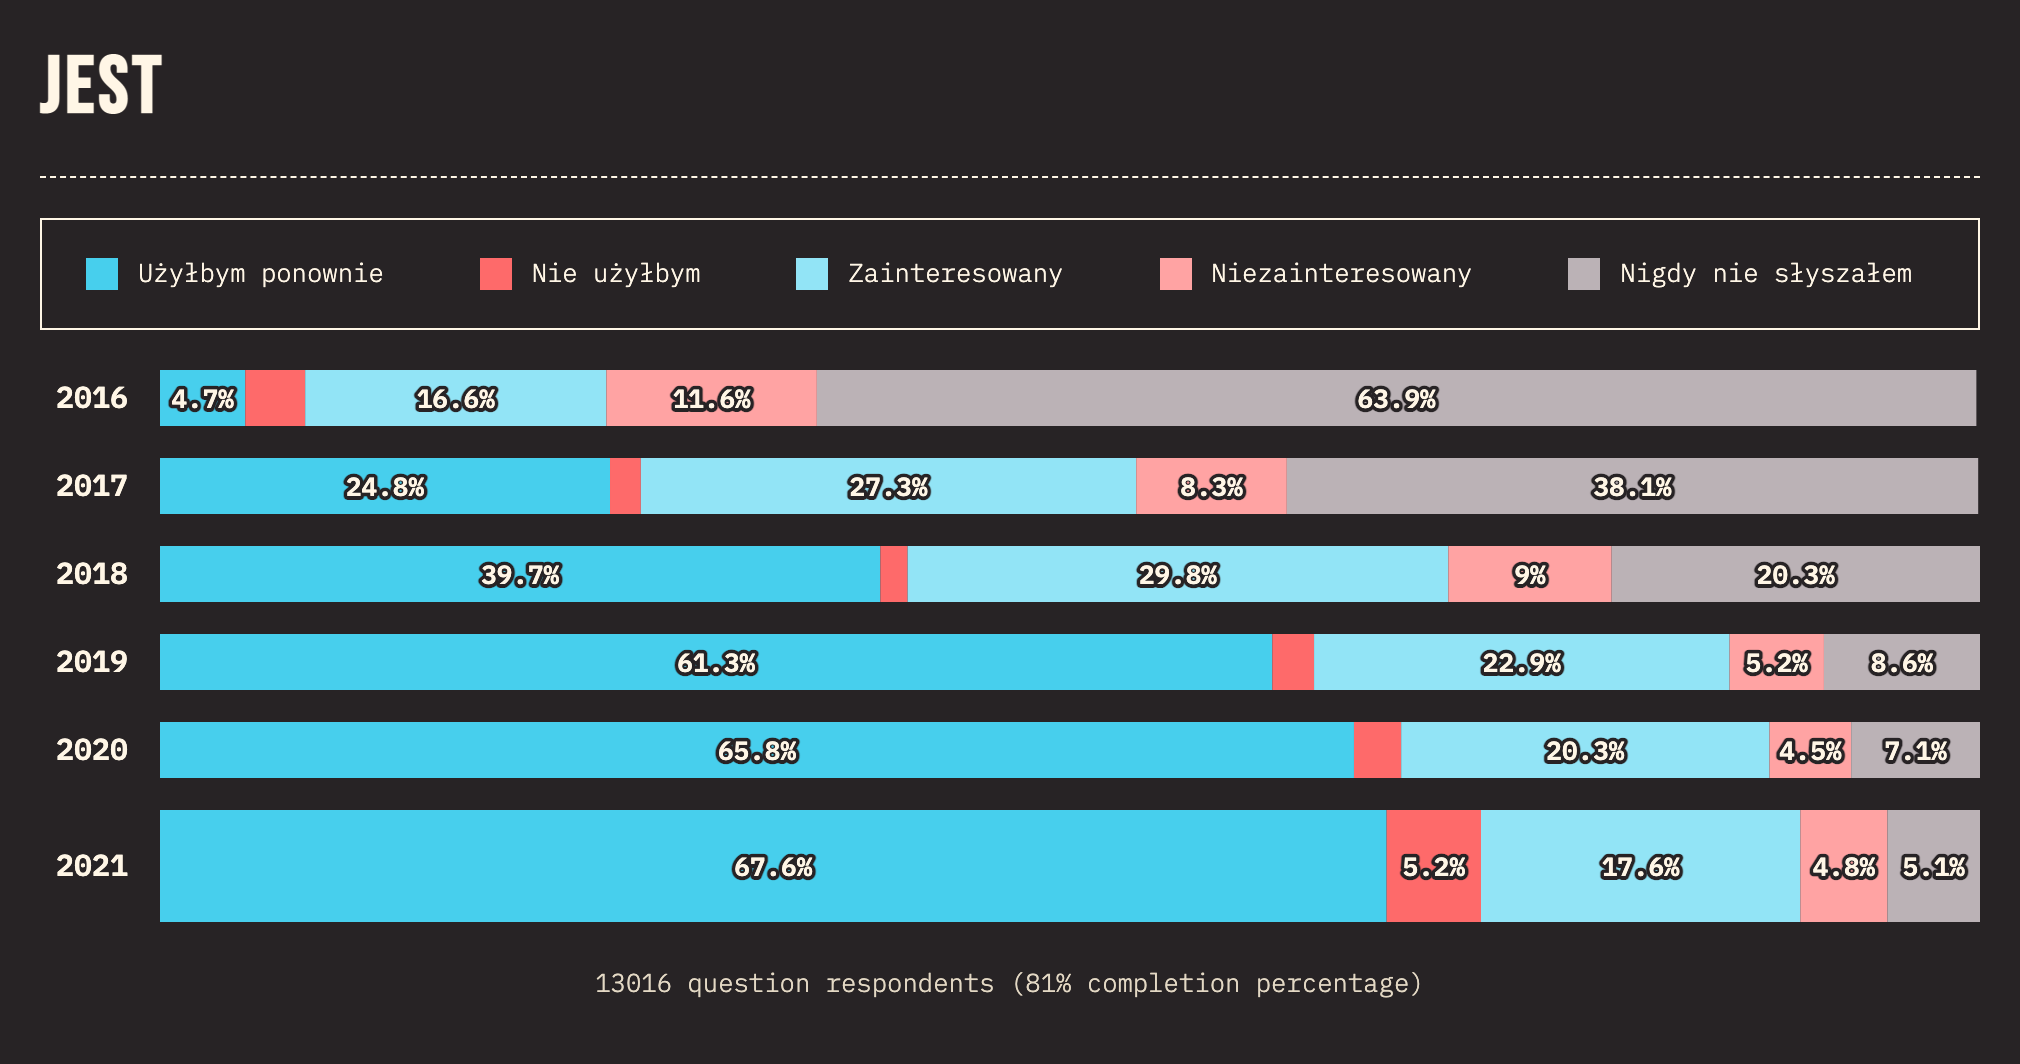 JEST
Użyłbym ponownie Nie użyłbym Zainteresowany Niezainteresowany Nigdy nie słyszałem
2016 4.7% 16.6% 11.6% 63.9%
2017 24.8% 27.3% 8.3% 38.1%
2018 39.7% 29.8% 9% 20.3%
2019 61.3% 22.9% 5.2% 8.6%
2020 65.8% 20.3% 4.5% 7.1%
2021 67.6% 5.2% 17.6% 4.8% 5.1%
13016 question respondents (81% completion percentage)